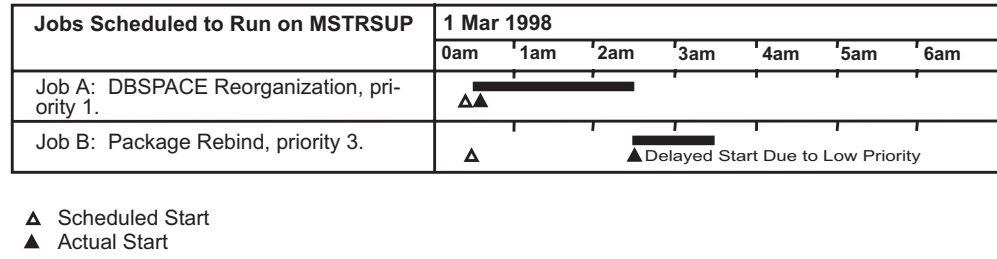 Jobs Scheduled to Run on MSTRSUP
1 Mar 1998
0am 1am 2am 3am 4am 5am 6am
Job A: DBSPACE Reorganization, pri-
ority 1.
Job B: Package Rebind, priority 3.
Delayed Start Due to Low Priority
Scheduled Start
Actual Start